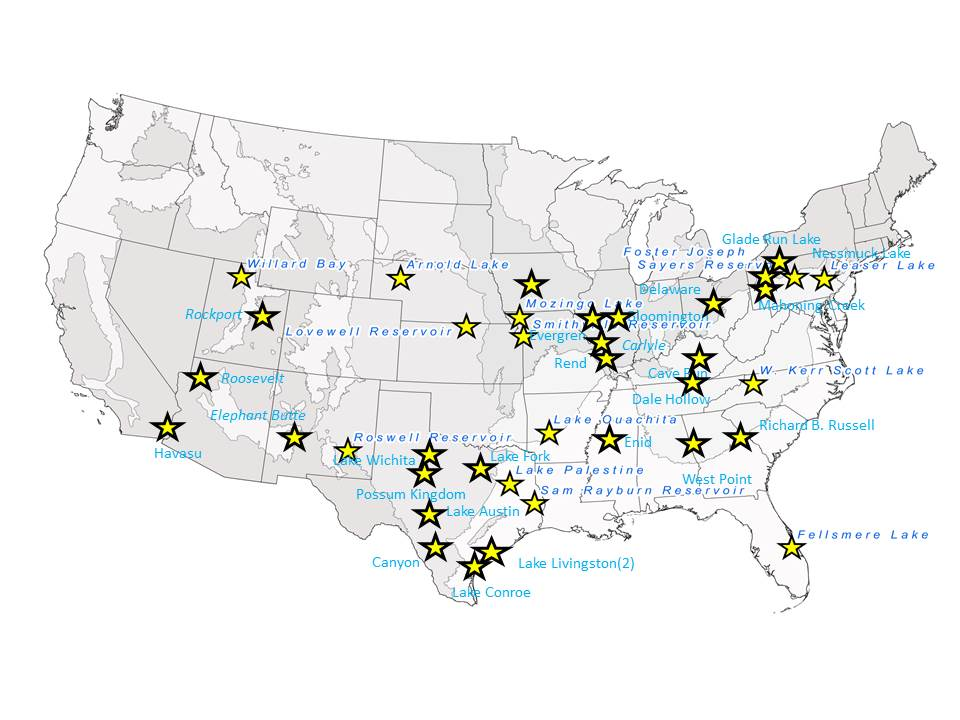 Glade Run Lake
Foster Joseph
Nessmuck Lake
Sayers Reserv
Leaser Lake
Willard Bay
Arnold Lake
Delaware
Mahoning Creek
Mozingo Lake
Rockport
Bloomington
Smithville Reservoir
Lovewell Reservoir
Evergren
Carlyle
Rend
Cave Run
W. Kerr Scott Lake
Roosevelt
Dale Hollow
Elephant Butte
Lake Ouachita
Richard B. Russell
Havasu
Roswell Reservoir
Enid
Lake Wichita
Lake Fork
Lake Palestine
West Point
Possum Kingdom
Sam Rayburn Reservoir
Lake Austin
Fellsmere Lake
Canyon
Lake Livingston(2)
Lake Conroe